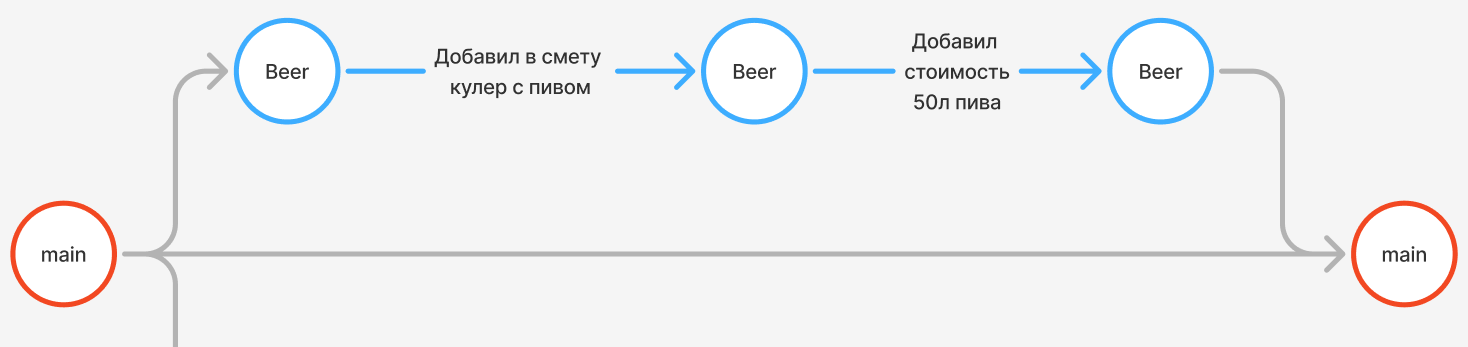 Beer
Добавил в смету
кулер с пивом
Beer
Добавил
стоимость
50л пива
Beer
main
main